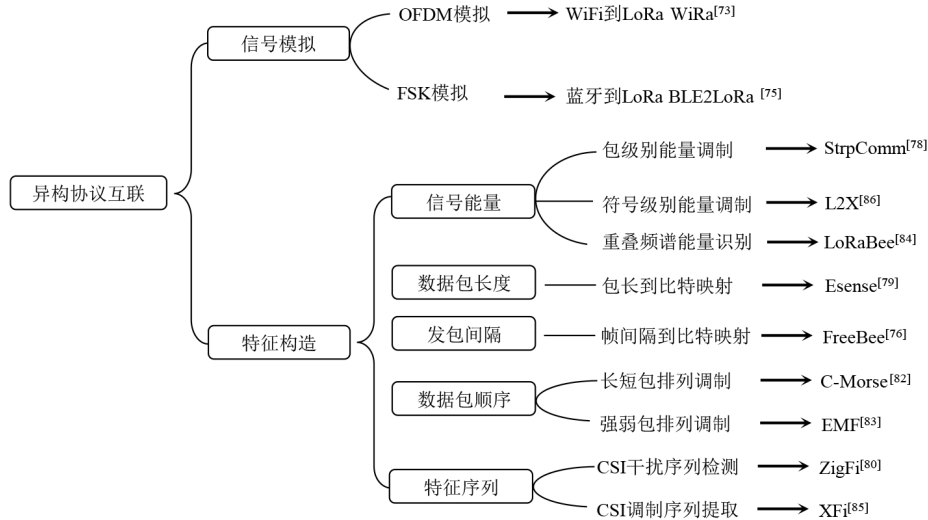 OFDM模拟 WiFi到LoRa WiRa[73]
信号模拟
FSK模拟 蓝牙到LoRa BLE2LoRa [75]
异构协议互联
包级别能量调制 StrpComm[78]
信号能量 符号级别能量调制 L2X[86]
重叠频谱能量识别 LoRaBee[84]
数据包长度 包长到比特映射 Esense[79]
特征构造 发包间隔 帧间隔到比特映射 FreeBee[76]
长短包排列调制 C-Morse[82]
数据包顺序
强弱包排列调制 EMF[83]
CSI干扰序列检测 ZigFi[80]
特征序列
CSI调制序列提取 XFi[85]